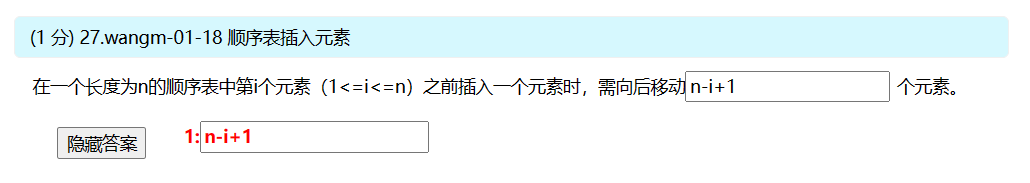 (1 分) 27.wangm-01-18 顺序表插入元素
在一个长度为n的顺序表中第i个元素（1<=i<=n）之前插入一个元素时，需向后移动 n-i+1 个元素。
隐藏答案 1: n-i+1